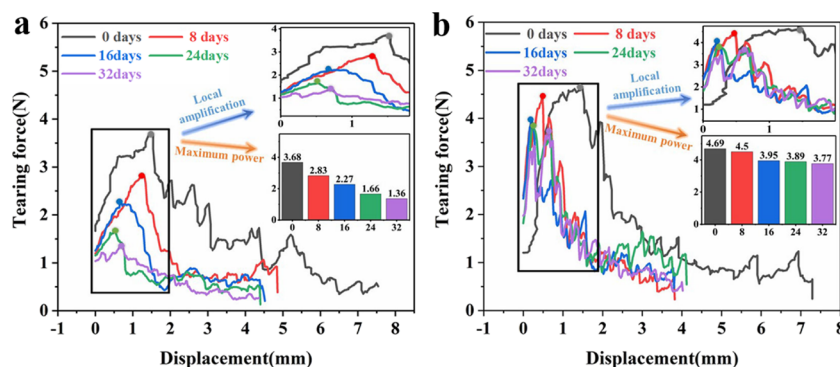 a
0 days
8 days
16days
24days
32days
Tearing force(N)
6
5
4
3
2
1
0
-1 0 1 2 3 4 5 6 7 8
Displacement(mm)
Local
amplification
Maximum power
4
3
2
1
0
0 1
4
2
0
3.68
2.83
2.27
1.66
1.36
0 8 16 24 32
b
0 days
8 days
16days
24days
32days
Tearing force(N)
6
5
4
3
2
1
0
-1 0 1 2 3 4 5 6 7 8
Displacement(mm)
Local
amplification
Maximum power
4
3
2
1
0 1
4
2
0
4.69
4.5
3.95
3.89
3.77
0 8 16 24 32